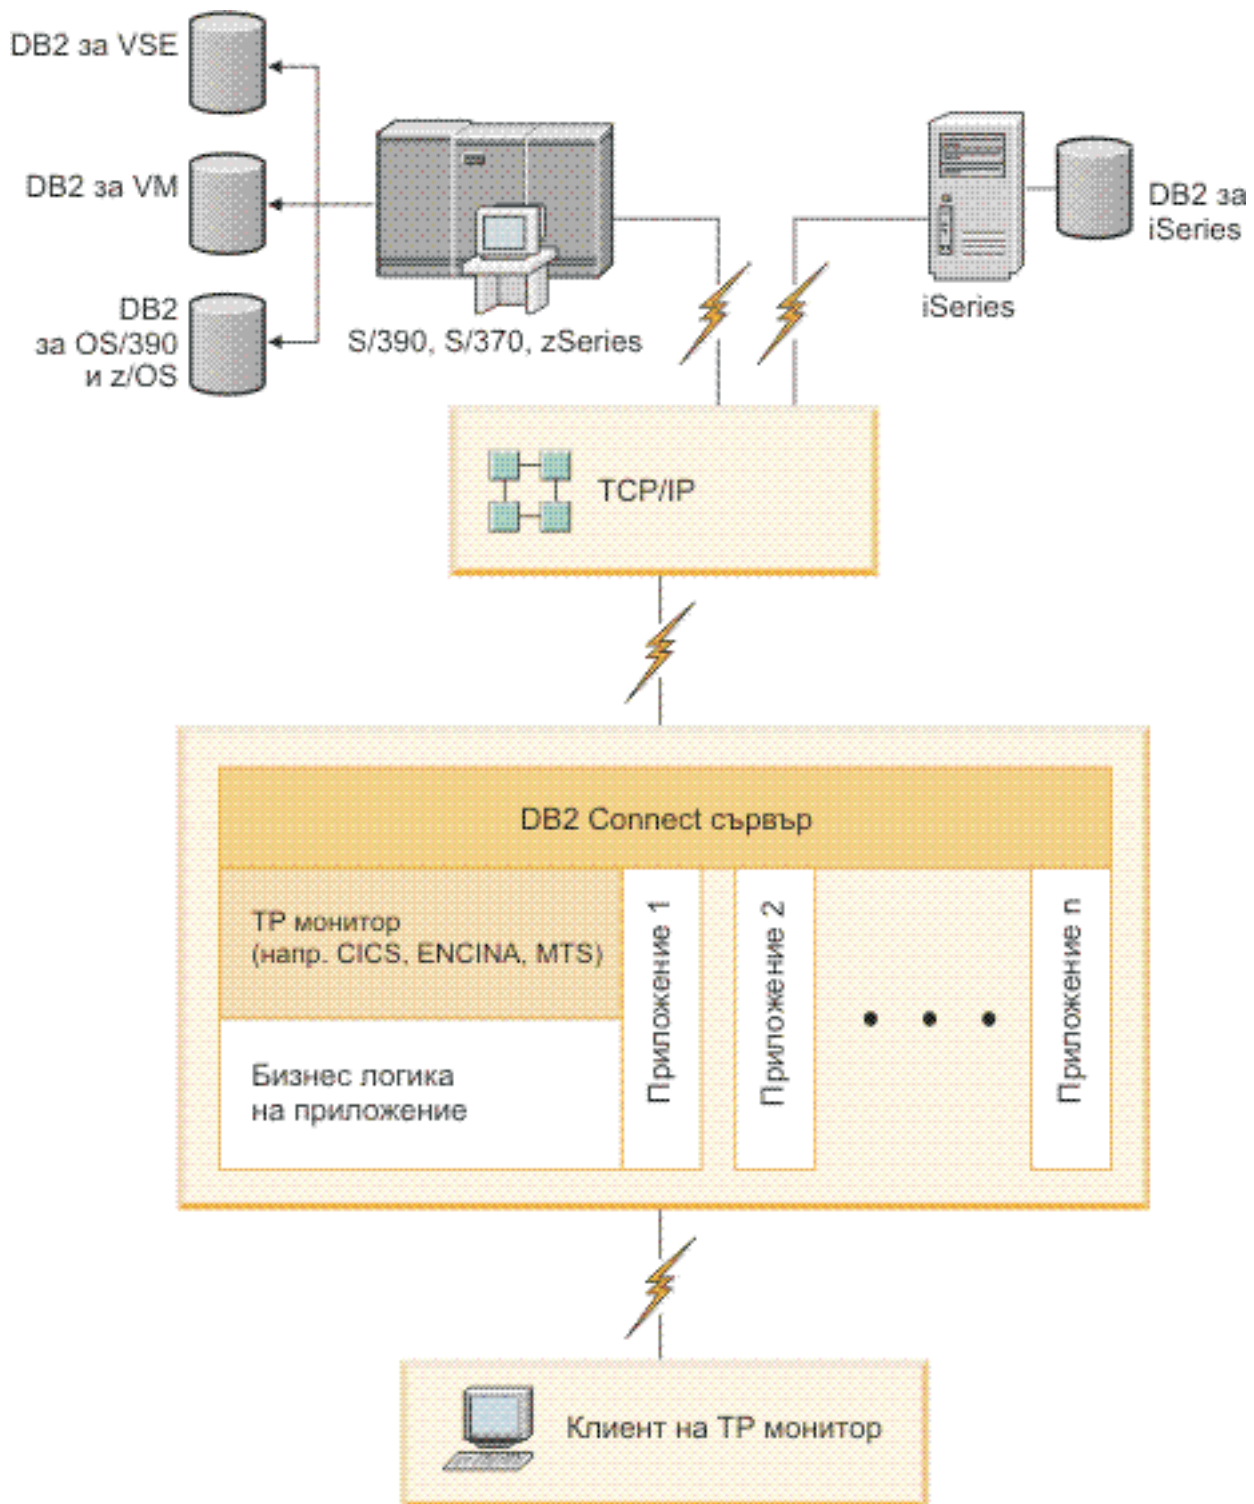 DB2 за VSE
DB2 за VM
DB2
за OS/390
и z/OS
S/390, S/370, zSeries
iSeries
DB2 за
iSeries
TCP/IP
DB2 Connect сървър
TP монитор
(напр. CICS, ENCINA, MTS)
Бизнес логика
на приложение
Приложение 1
Приложение 2
Приложение n
Клиент на TP монитор